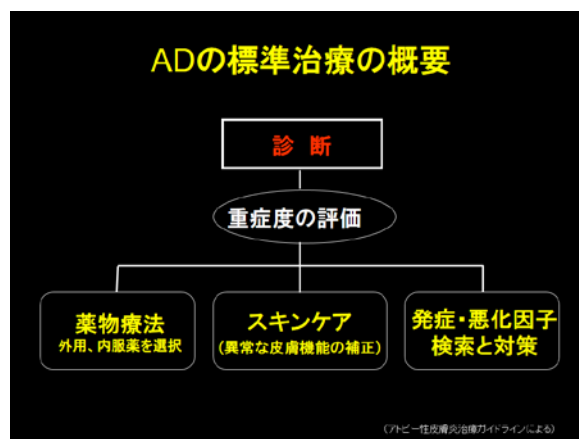 ADの標準治療の概要
診 断
重症度の評価
薬物療法
外用、内服薬を選択
スキンケア
(異常な皮膚機能の補正)
発症・悪化因子
検索と対策
(アトピー性皮膚炎治療ガイドラインによる)